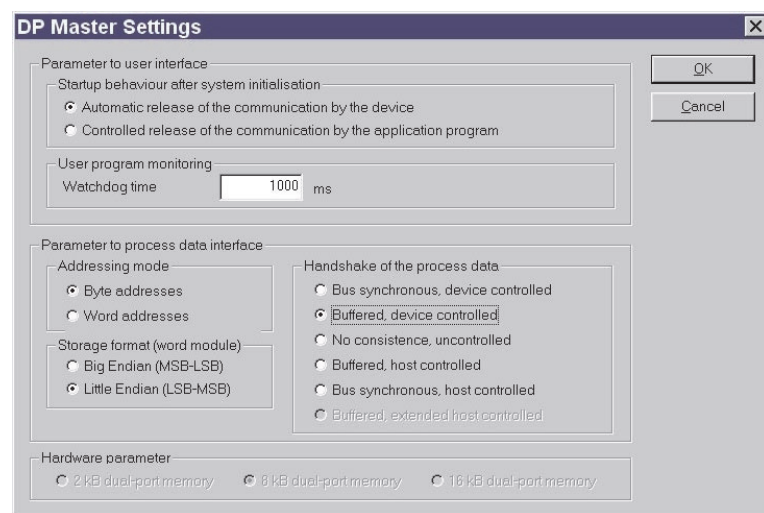 DP Master Settings
OK
Cancel
Parameter to user interface
Startup behaviour after system initialisation
Automatic release of the communication by the device
Controlled release of the communication by the application program
User program monitoring
Watchdog time 1000 ms
Parameter to process data interface
Addressing mode
Byte addresses
Word addresses
Storage format (word module)
Big Endian (MSB-LSB)
Little Endian (LSB-MSB)
Handshake of the process data
Bus synchronous, device controlled
Buffered, device controlled
No consistence, uncontrolled
Buffered, host controlled
Bus synchronous, host controlled
Buffered, extended host controlled
Hardware parameter
2 kB dual-port memory 8 kB dual-port memory 16 kB dual-port memory